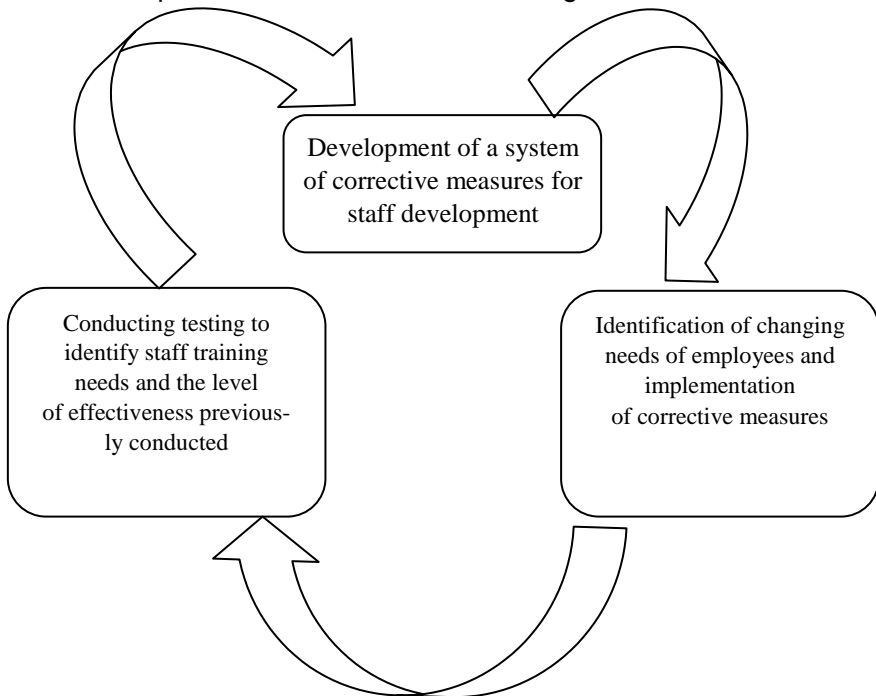 Development of a system
of corrective measures for
staff development
Conducting testing to
identify staff training
needs and the level
of effectiveness previous-
ly conducted
Identification of changing
needs of employees and
implementation
of corrective measures